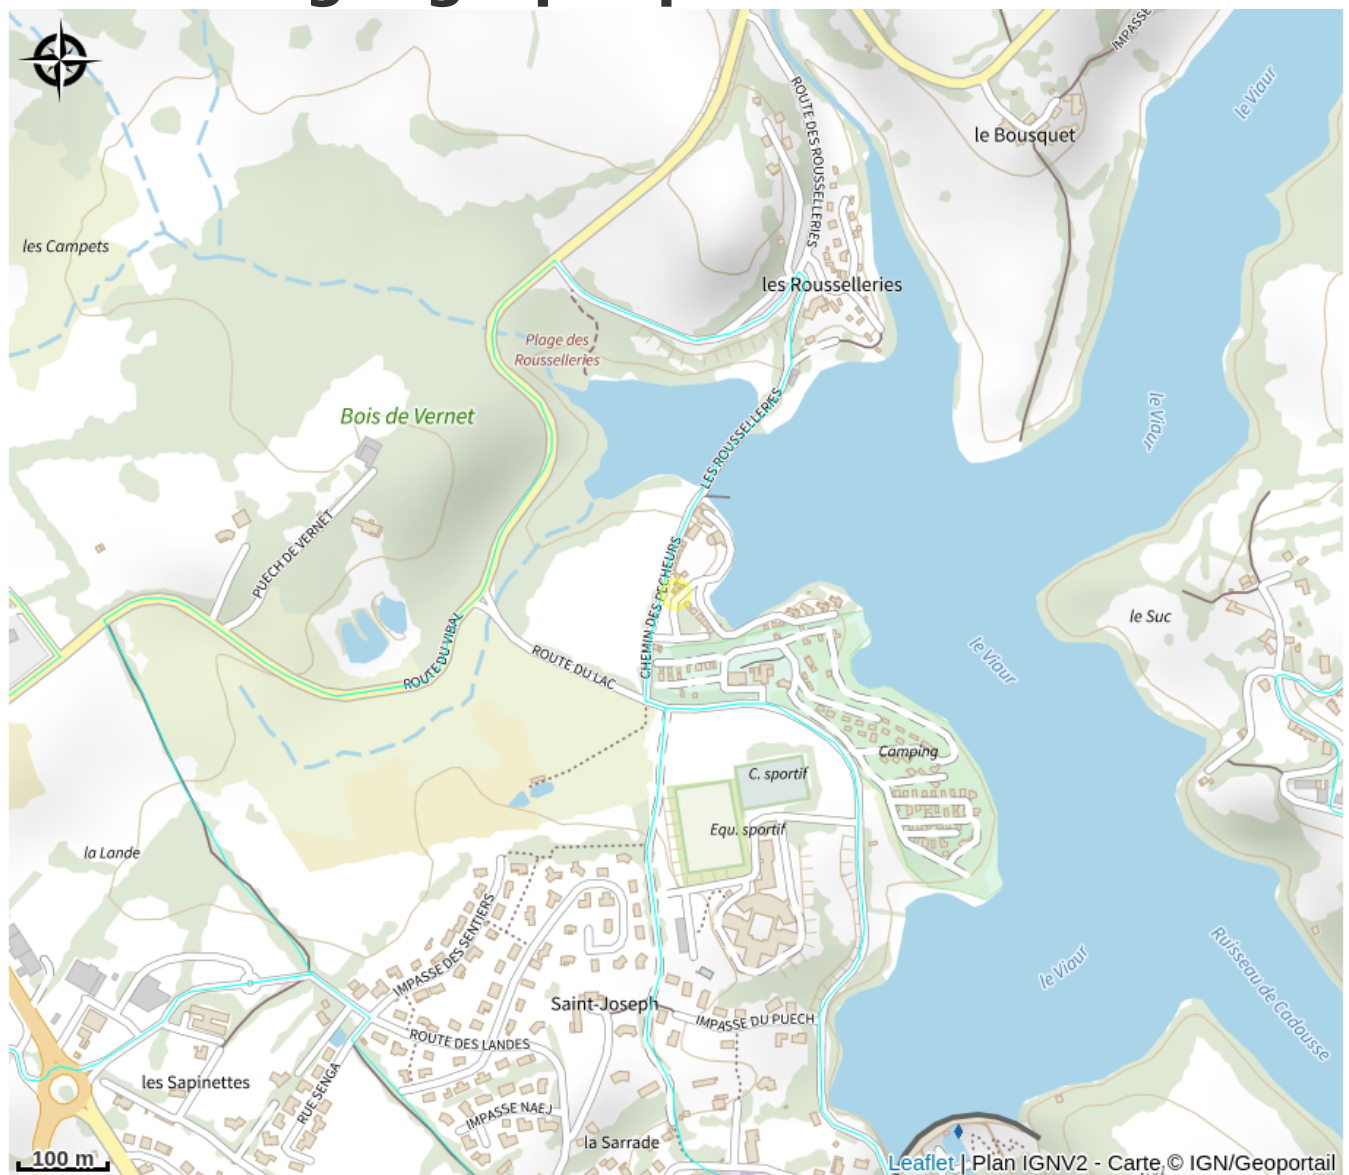 IMPASSE
le Viaur
ROUTE DES ROUSSELLERIES
le Bousquet
les Campets
les Rousselleries
Plage des
Rousselleries
Bois de Vernet
LES ROUSSELLERIES
le Viaur
PUECH DE VERNET
CHEMIN DES PECHEURS
le Suc
ROUTE DU VIBAL
ROUTE DU LAC
le Viaur
Camping
C. sportif
Equ. sportif
la Lande
IMPASSE DES SENTIERS
le Viaur
Ruisseau de Cadousse
Saint-Joseph
IMPASSE DU PUECH
ROUTE DES LANDES
les Sapinettes
RUE SENGA
IMPASSE NAEJ
la Sarrade
100 m
Leaflet | Plan IGNV2 - Carte © IGN/Geoportail